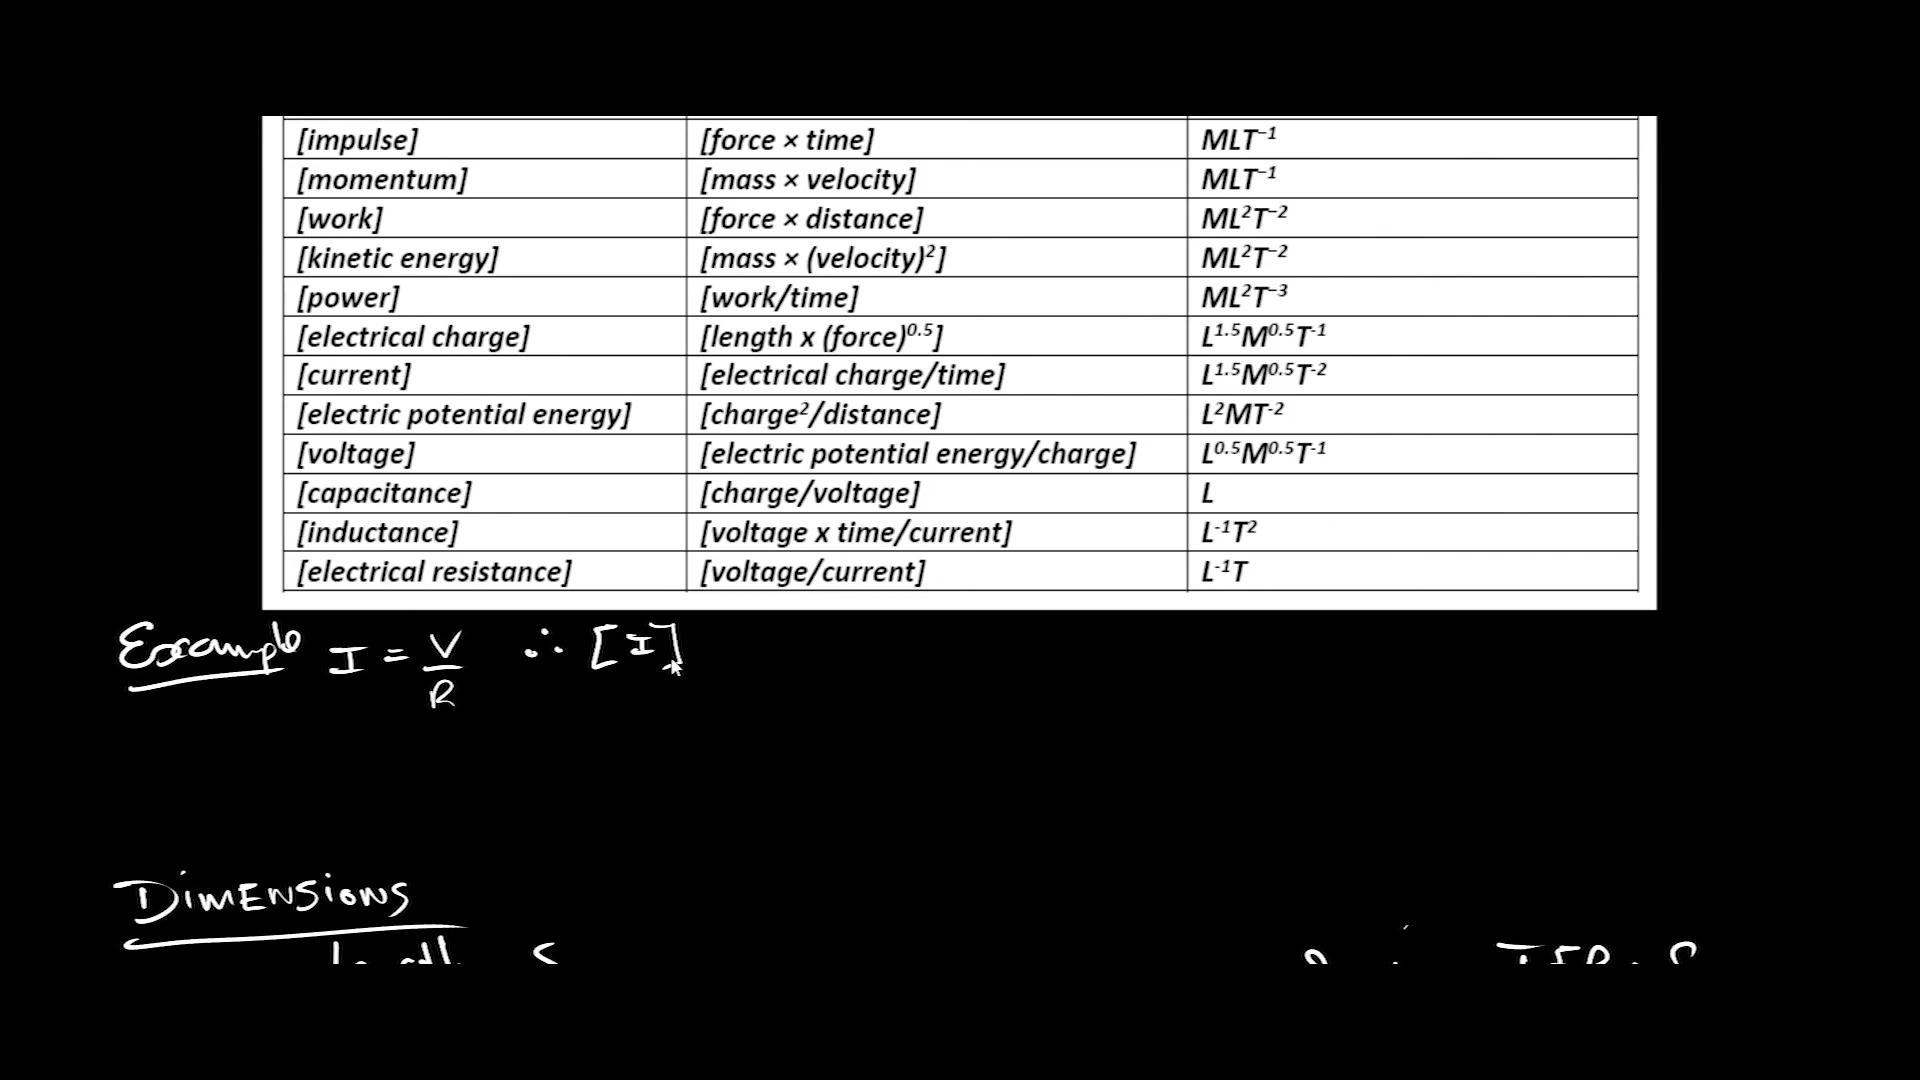 [impulse] [force × time] MLT⁻¹
[momentum] [mass × velocity] MLT⁻¹
[work] [force × distance] ML²T⁻²
[kinetic energy] [mass × (velocity)²] ML²T⁻²
[power] [work/time] ML²T⁻³
[electrical charge] [length x (force)⁰·⁵] L¹·⁵M⁰·⁵T⁻¹
[current] [electrical charge/time] L¹·⁵M⁰·⁵T⁻²
[electric potential energy] [charge²/distance] L²MT⁻²
[voltage] [electric potential energy/charge] L⁰·⁵M⁰·⁵T⁻¹
[capacitance] [charge/voltage] L
[inductance] [voltage x time/current] L⁻¹T²
[electrical resistance] [voltage/current] L⁻¹T
Example I = V/R ∴ [I]
DIMENSIONS